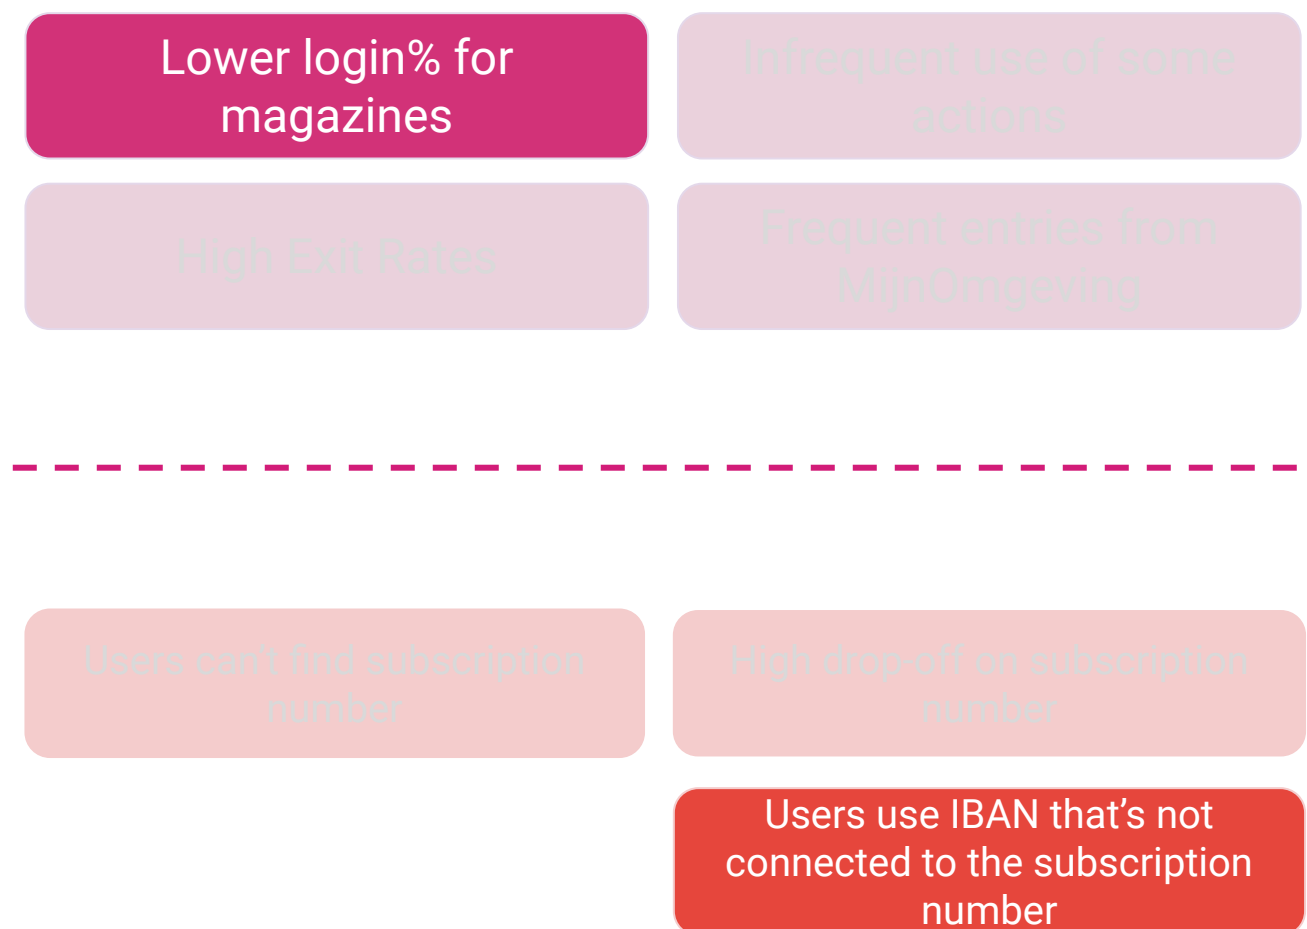 Lower login% for
magazines
Infrequent use of some
actions
High Exit Rates
Frequent entries from
MijnOmgeving
Users can't find subscription
number
High drop-off on subscription
number
Users use IBAN that's not
connected to the subscription
number